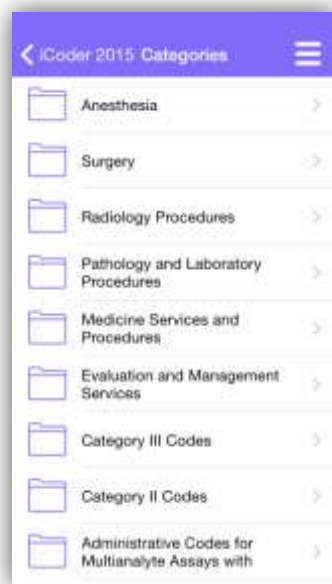 iCoder 2015 Categories
Anesthesia
Surgery
Radiology Procedures
Pathology and Laboratory
Procedures
Medicine Services and
Procedures
Evaluation and Management
Services
Category III Codes
Category II Codes
Administrative Codes for
Multianalyte Assays with